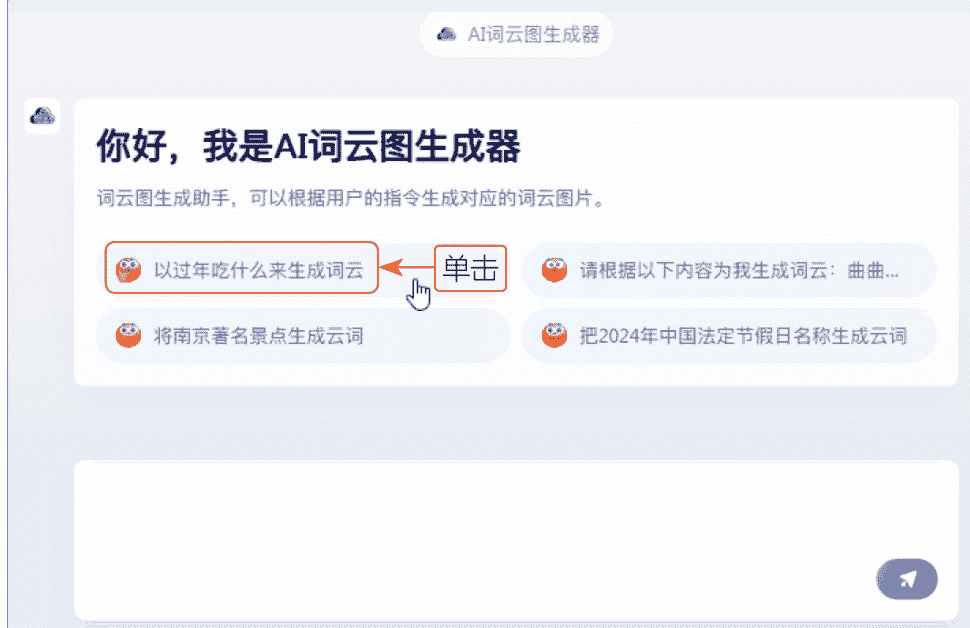 AI词云图生成器
你好，我是AI词云图生成器
词云图生成助手，可以根据用户的指令生成对应的词云图片。
以过年吃什么来生成词云
单击
请根据以下内容为我生成词云：曲曲...
将南京著名景点生成云词
把2024年中国法定节假日名称生成云词